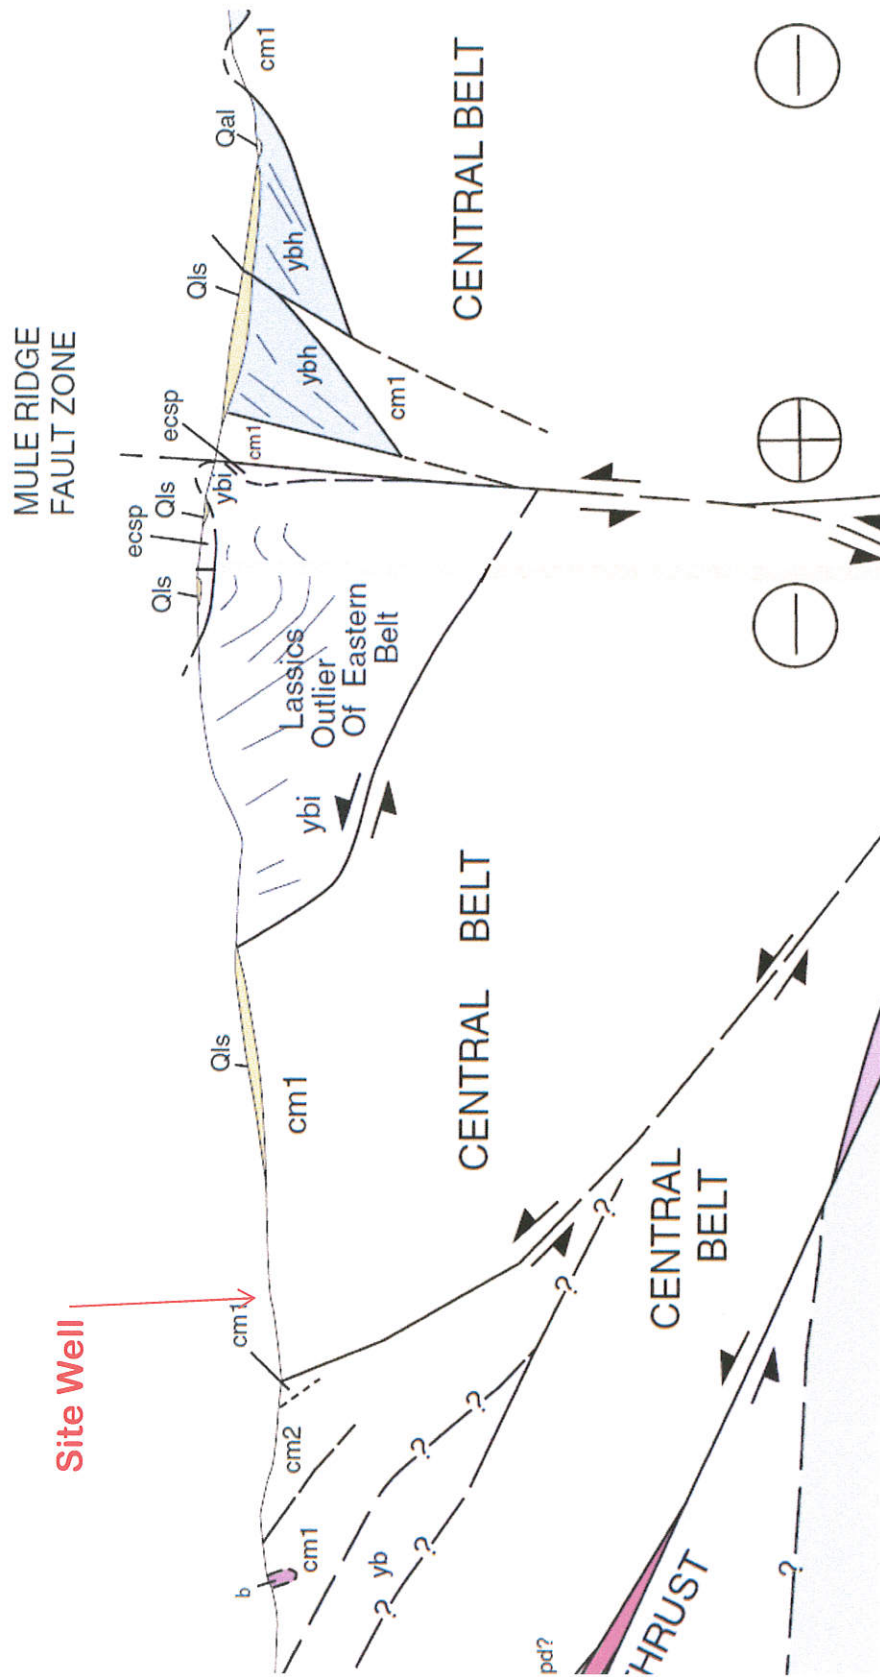 MULE RIDGE
FAULT ZONE
Site Well
b
cm1
cm2
cm1
cm1
Qls
Qls
ecsp
Qls
ybi
ecsp
cm1
Qls
Qal
cm1
ybh
ybh
cm1
Lassics
Outlier
Of Eastern
Belt
ybi
yb
?
?
?
?
?
?
CENTRAL BELT
CENTRAL BELT
CENTRAL
BELT
pd?
THRUST
?